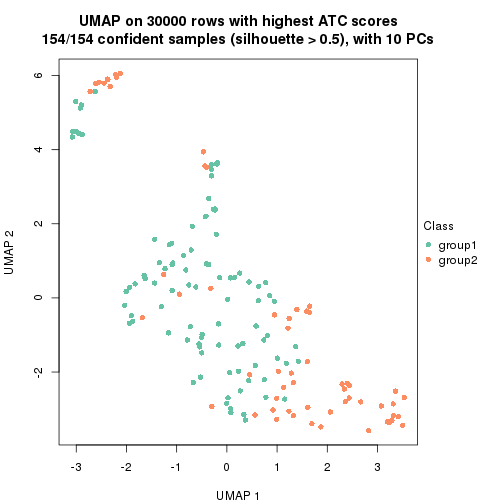 UMAP on 30000 rows with highest ATC scores
154/154 confident samples (silhouette > 0.5), with 10 PCs
6
4
2
0
-2
UMAP 2
-3
-2
-1
0
1
2
3
UMAP 1
Class
group1
group2